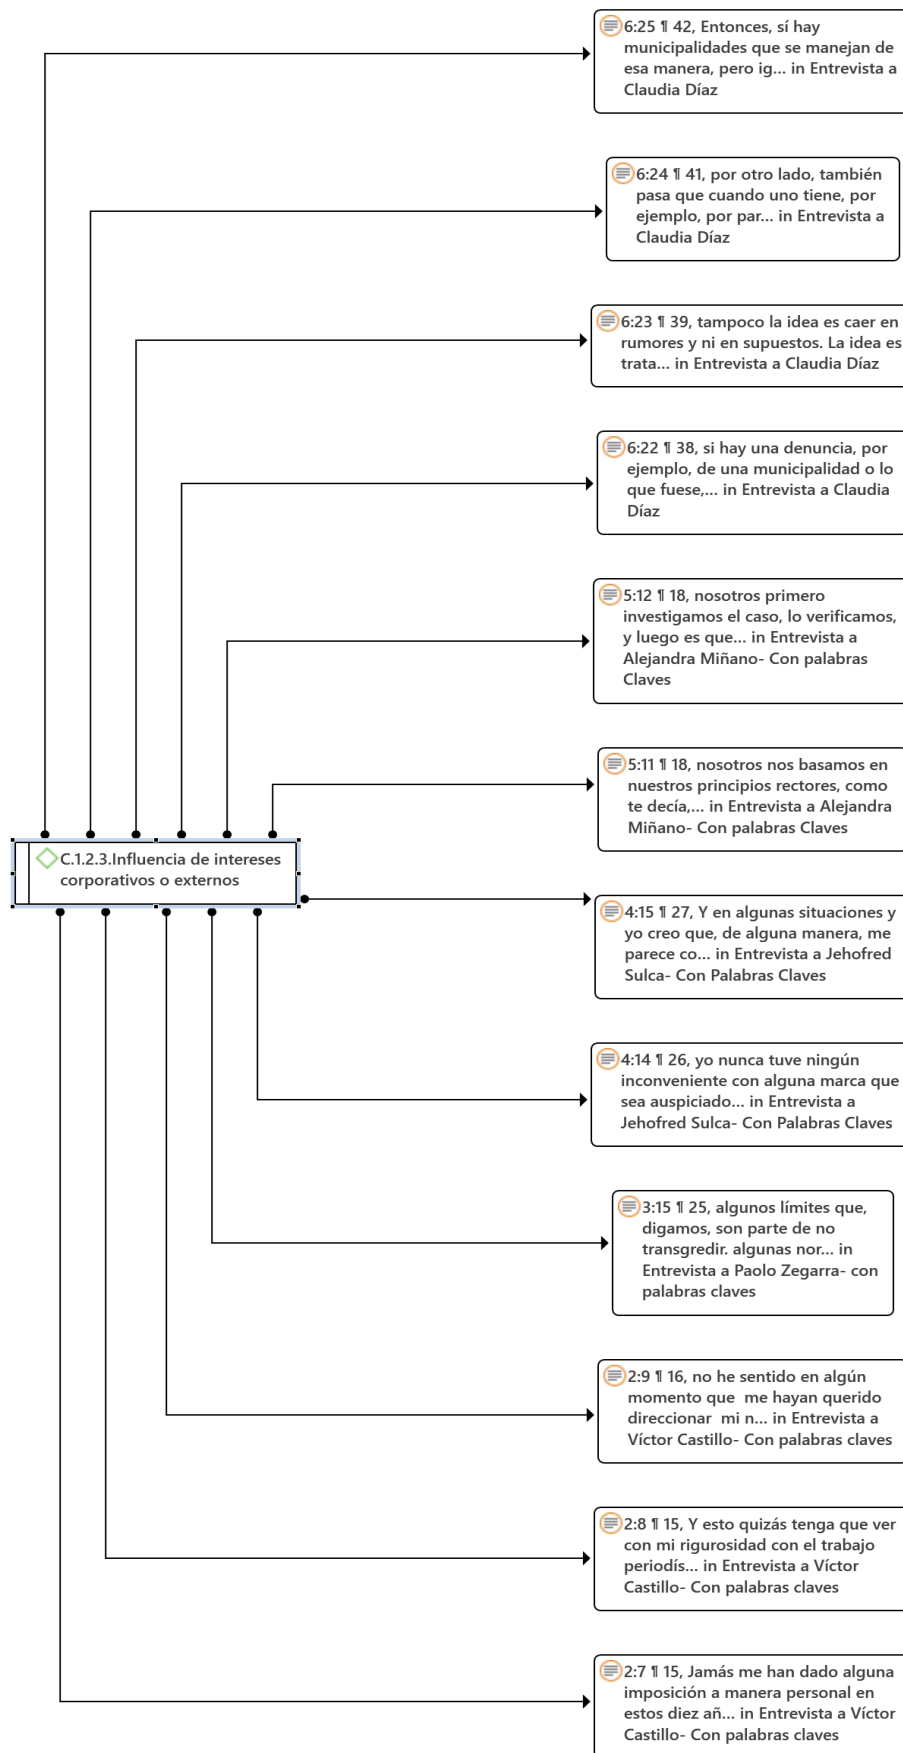 6:25 ¶ 42, Entonces, sí hay
municipalidades que se manejan de
esa manera, pero ig... in Entrevista a
Claudia Díaz
6:24 ¶ 41, por otro lado, también
pasa que cuando uno tiene, por
ejemplo, por par... in Entrevista a
Claudia Díaz
6:23 ¶ 39, tampoco la idea es caer en
rumores y ni en supuestos. La idea es
trata... in Entrevista a Claudia Díaz
6:22 ¶ 38, si hay una denuncia, por
ejemplo, de una municipalidad o lo
que fuese,... in Entrevista a Claudia
Díaz
5:12 ¶ 18, nosotros primero
investigamos el caso, lo verificamos,
y luego es que... in Entrevista a
Alejandra Miñano- Con palabras
Claves
5:11 ¶ 18, nosotros nos basamos en
nuestros principios rectores, como
te decía,... in Entrevista a Alejandra
Miñano- Con palabras Claves
C.1.2.3.Influencia de intereses
corporativos o externos
4:15 ¶ 27, Y en algunas situaciones y
yo creo que, de alguna manera, me
parece co... in Entrevista a Jehofred
Sulca- Con Palabras Claves
4:14 ¶ 26, yo nunca tuve ningún
inconveniente con alguna marca que
sea auspiciado... in Entrevista a
Jehofred Sulca- Con Palabras Claves
3:15 ¶ 25, algunos límites que,
digamos, son parte de no
transgredir. algunas nor... in
Entrevista a Paolo Zegarra- con
palabras claves
2:9 ¶ 16, no he sentido en algún
momento que  me hayan querido
direccionar  mi n... in Entrevista a
Víctor Castillo- Con palabras claves
2:8 ¶ 15, Y esto quizás tenga que ver
con mi rigurosidad con el trabajo
periodís... in Entrevista a Víctor
Castillo- Con palabras claves
2:7 ¶ 15, Jamás me han dado alguna
imposición a manera personal en
estos diez añ... in Entrevista a Víctor
Castillo- Con palabras claves